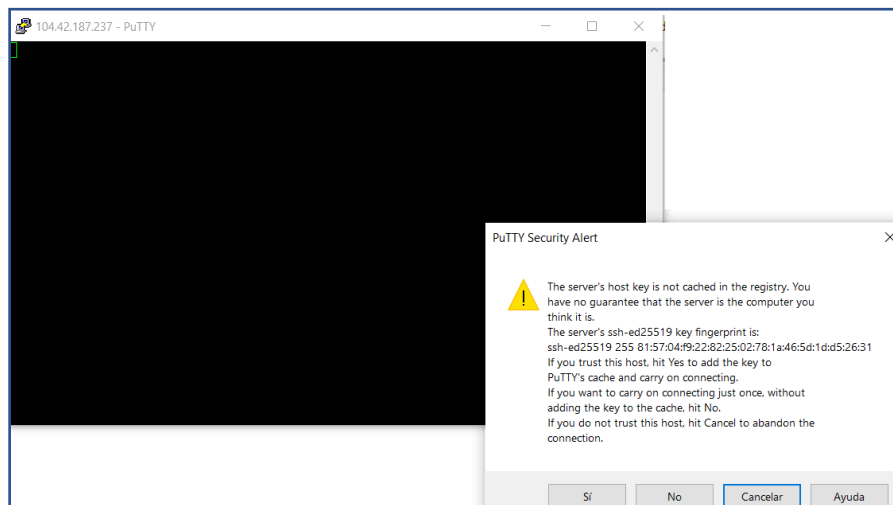 104.42.187.237 - PuTTY
PuTTY Security Alert
The server's host key is not cached in the registry. You
have no guarantee that the server is the computer you
think it is.
The server's ssh-ed25519 key fingerprint is:
ssh-ed25519 255 81:57:04:f9:22:82:25:02:78:1a:46:5d:1d:d5:26:31
If you trust this host, hit Yes to add the key to
PuTTY's cache and carry on connecting.
If you want to carry on connecting just once, without
adding the key to the cache, hit No.
If you do not trust this host, hit Cancel to abandon the
connection.
Sí No Cancelar Ayuda